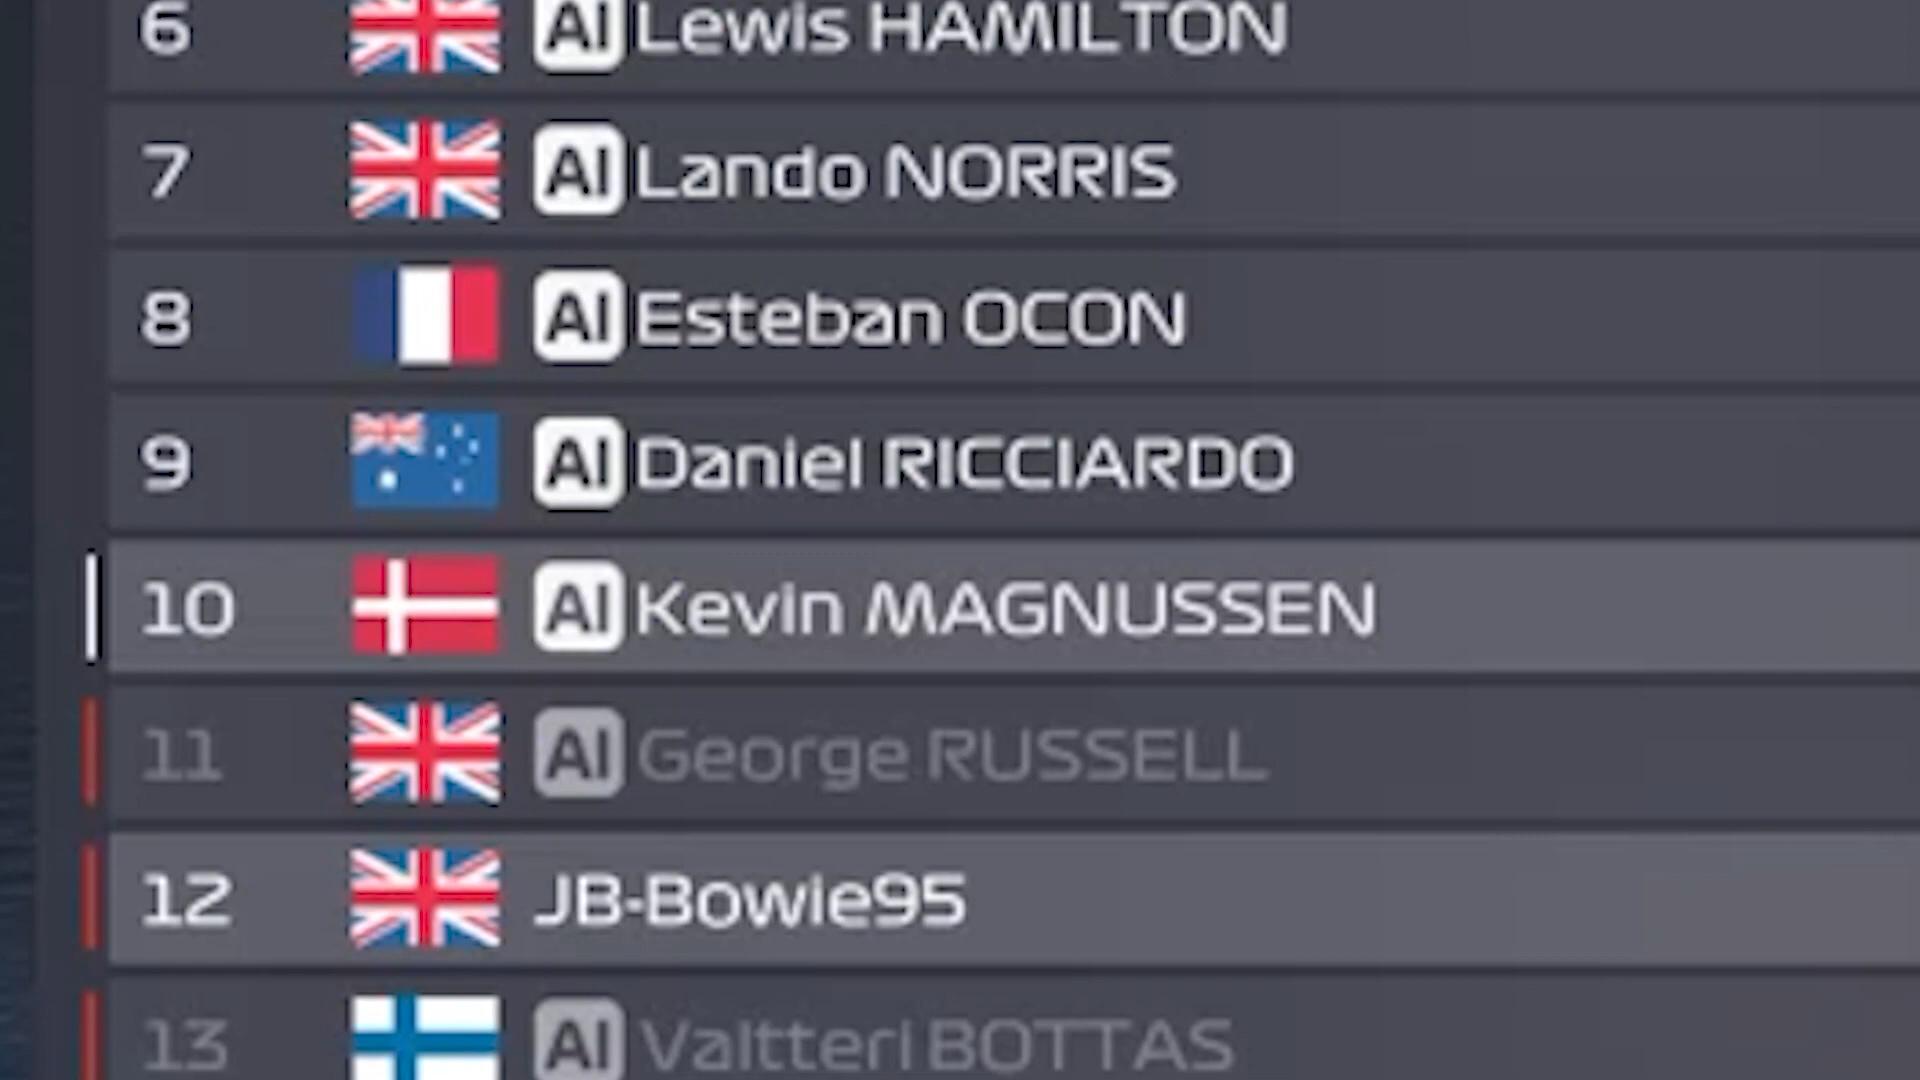 6 AI Lewis HAMILTON
7 AI Lando NORRIS
8 AI Esteban OCON
9 AI Daniel RICCIARDO
10 AI Kevin MAGNUSSEN
11 AI George RUSSELL
12 JB-Bowie95
13 AI Valtteri BOTTAS